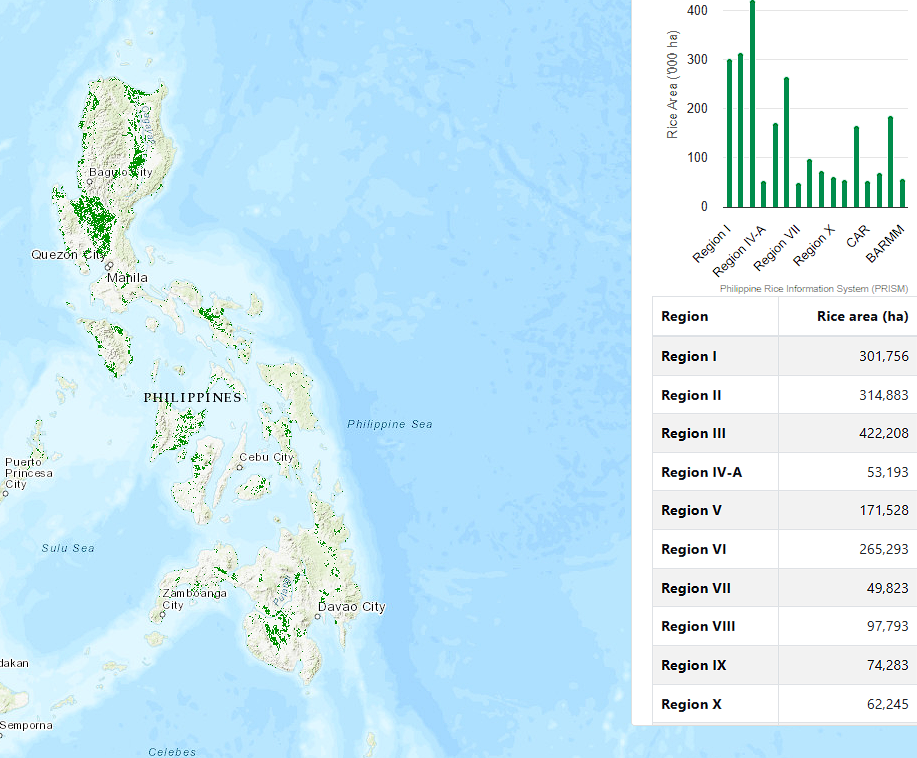 Cagayan
Baguio City
Quezon City
Manila
PHILIPPINES
Philippine Sea
Cebu City
Puerto
Princesa
City
Sulu Sea
Zamboanga
City
Davao City
dakan
Semporna
Celebes
Rice Area ('000 ha)
400
300
200
100
0
Region I
Region IV-A
Region VII
Region X
CAR
BARMM
Philippine Rice Information System (PRISM)
Region Rice area (ha)
Region I 301,756
Region II 314,883
Region III 422,208
Region IV-A 53,193
Region V 171,528
Region VI 265,293
Region VII 49,823
Region VIII 97,793
Region IX 74,283
Region X 62,245